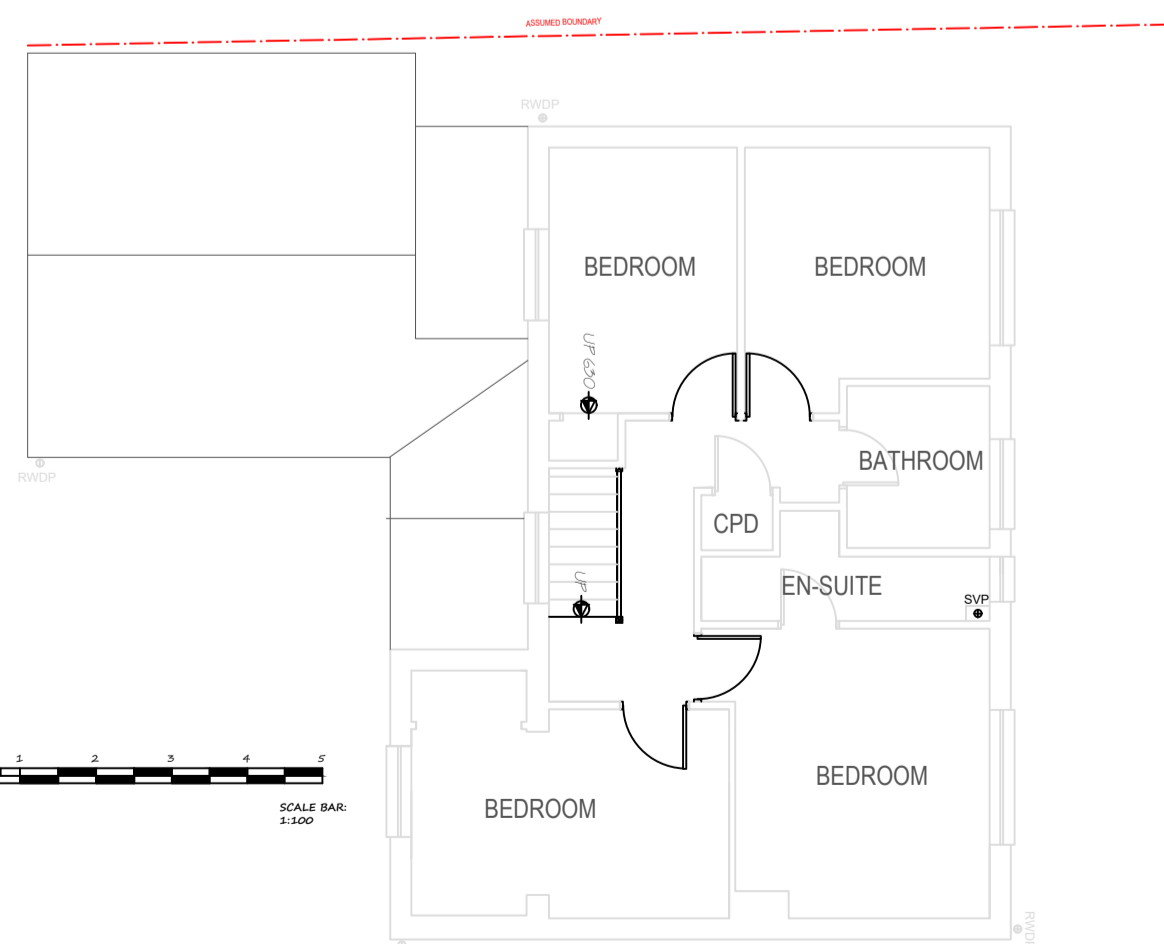 ASSUMED BOUNDARY
RWDP
BEDROOM
BEDROOM
UP 630
BATHROOM
RWDP
CPD
UP
EN-SUITE
SVP
1 2 3 4 5
SCALE BAR:
1:100
BEDROOM
BEDROOM
RWDP